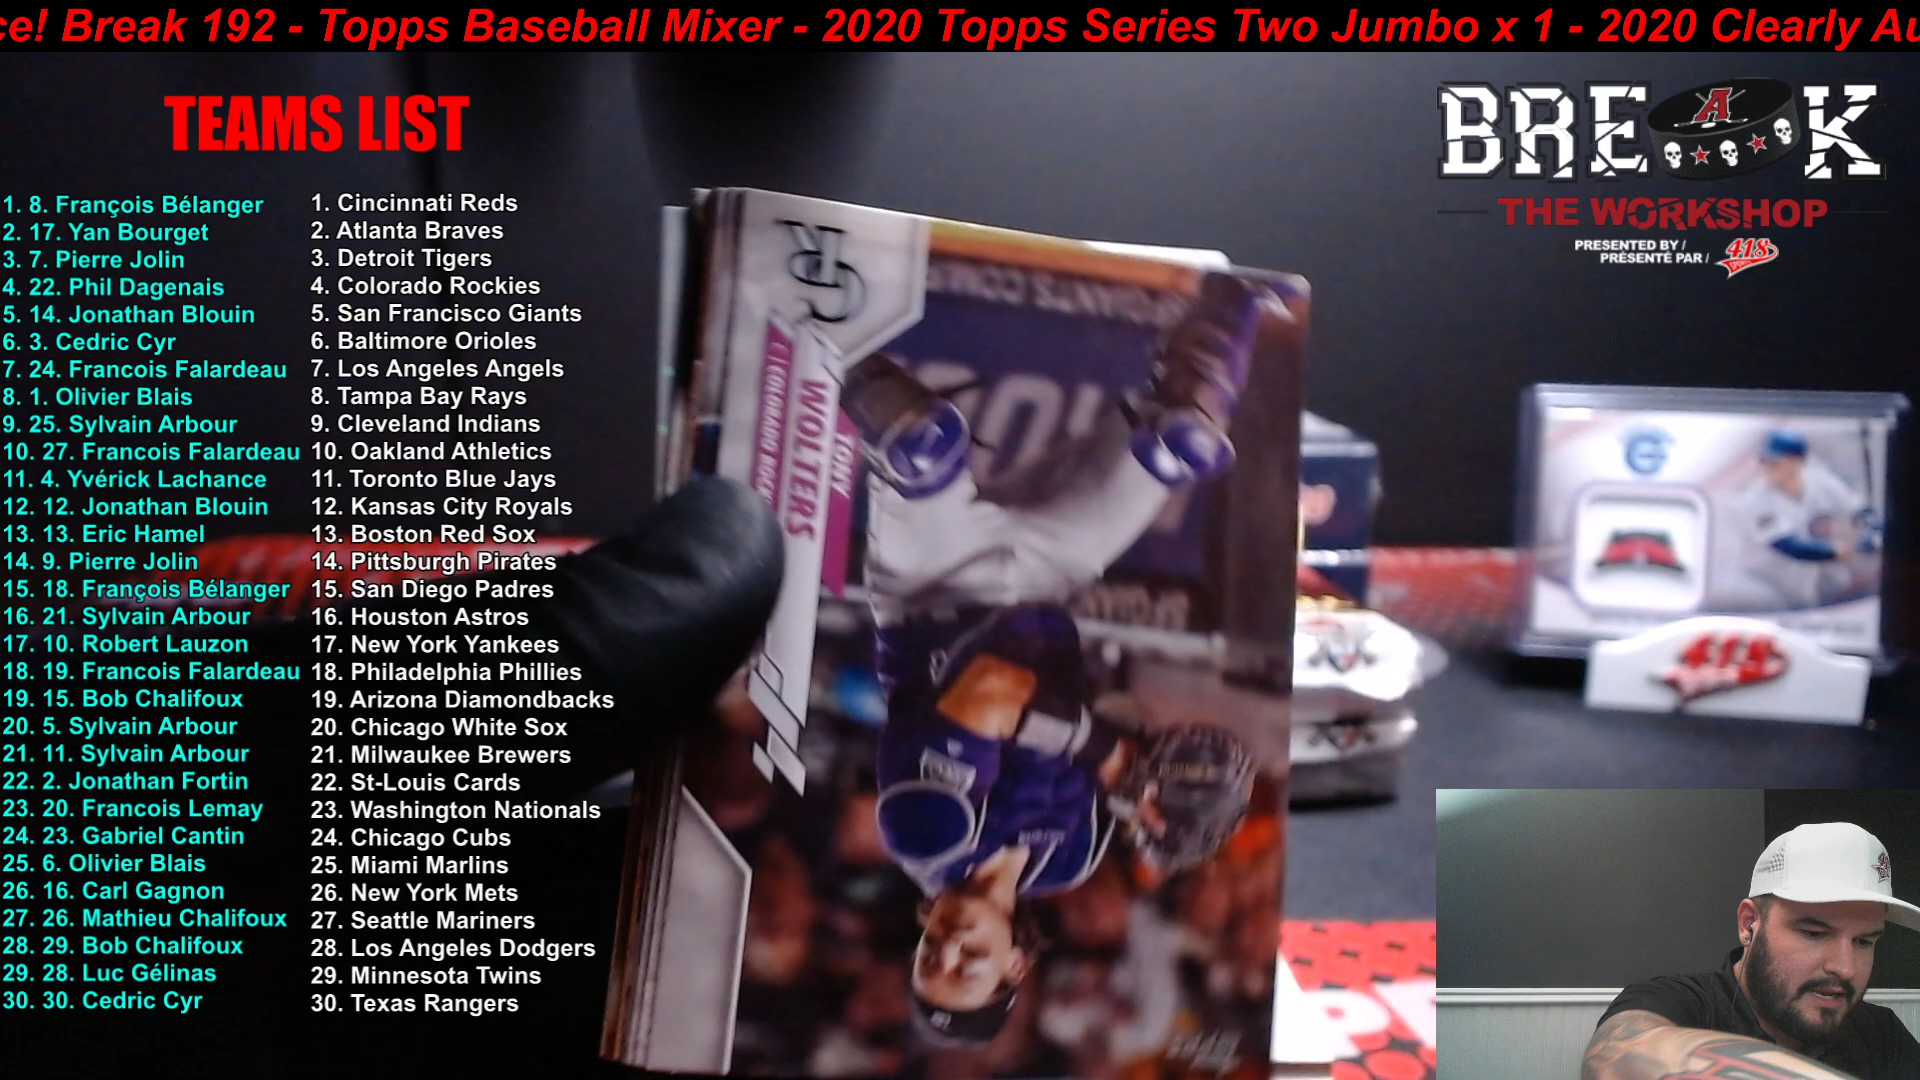 ce! Break 192 - Topps Baseball Mixer - 2020 Topps Series Two Jumbo x 1 - 2020 Clearly Au
TEAMS LIST
1. 8. François Bélanger 1. Cincinnati Reds
2. 17. Yan Bourget 2. Atlanta Braves
3. 7. Pierre Jolin 3. Detroit Tigers
4. 22. Phil Dagenais 4. Colorado Rockies
5. 14. Jonathan Blouin 5. San Francisco Giants
6. 3. Cedric Cyr 6. Baltimore Orioles
7. 24. Francois Falardeau 7. Los Angeles Angels
8. 1. Olivier Blais 8. Tampa Bay Rays
9. 25. Sylvain Arbour 9. Cleveland Indians
10. 27. Francois Falardeau 10. Oakland Athletics
11. 4. Yvérick Lachance 11. Toronto Blue Jays
12. 12. Jonathan Blouin 12. Kansas City Royals
13. 13. Eric Hamel 13. Boston Red Sox
14. 9. Pierre Jolin 14. Pittsburgh Pirates
15. 18. François Bélanger 15. San Diego Padres
16. 21. Sylvain Arbour 16. Houston Astros
17. 10. Robert Lauzon 17. New York Yankees
18. 19. Francois Falardeau 18. Philadelphia Phillies
19. 15. Bob Chalifoux 19. Arizona Diamondbacks
20. 5. Sylvain Arbour 20. Chicago White Sox
21. 11. Sylvain Arbour 21. Milwaukee Brewers
22. 2. Jonathan Fortin 22. St-Louis Cards
23. 20. Francois Lemay 23. Washington Nationals
24. 23. Gabriel Cantin 24. Chicago Cubs
25. 6. Olivier Blais 25. Miami Marlins
26. 16. Carl Gagnon 26. New York Mets
27. 26. Mathieu Chalifoux 27. Seattle Mariners
28. 29. Bob Chalifoux 28. Los Angeles Dodgers
29. 28. Luc Gélinas 29. Minnesota Twins
30. 30. Cedric Cyr 30. Texas Rangers
BREAK
A
THE WORKSHOP
PRESENTED BY /
PRÉSENTÉ PAR /
418
TONY
WOLTERS
COLORADO ROCK
Topps
418